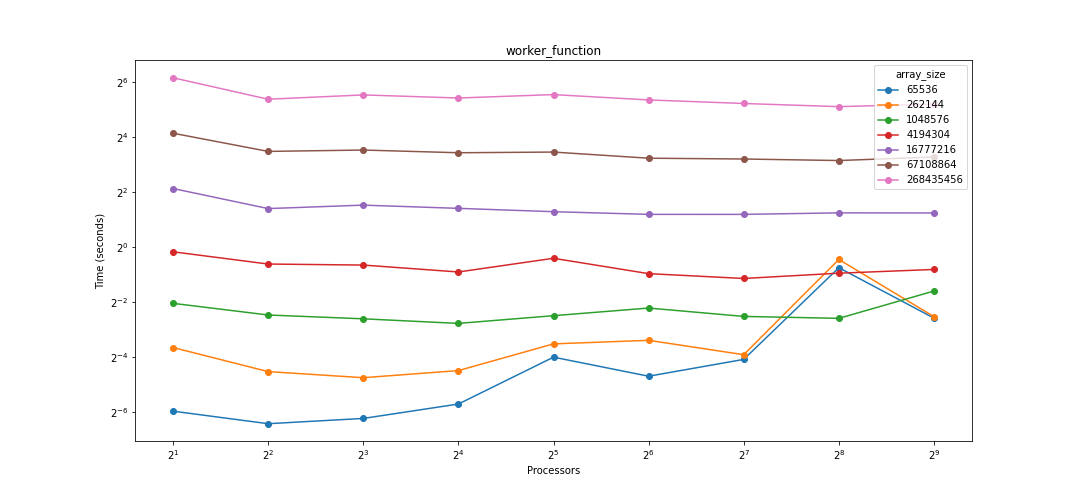 worker_function
array_size
65536
262144
1048576
4194304
16777216
67108864
268435456
Time (seconds)
2^6
2^4
2^2
2^0
2^-2
2^-4
2^-6
2^1 2^2 2^3 2^4 2^5 2^6 2^7 2^8 2^9
Processors